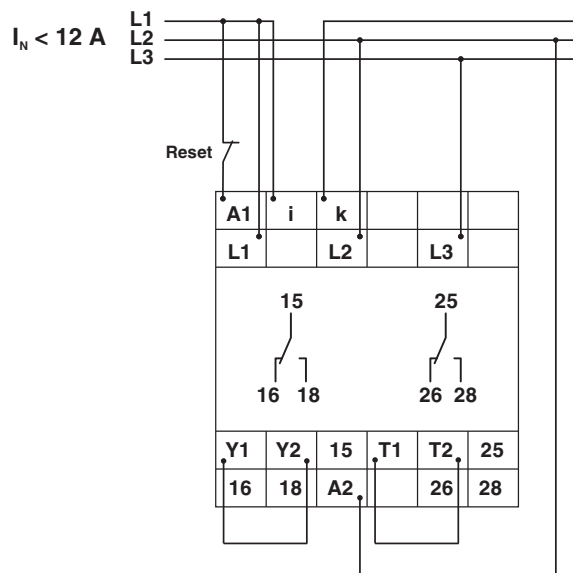 L1
I_N < 12 A L2
L3
Reset
A1 i k
L1 L2 L3
15 25
16 18 26 28
Y1 Y2 15 T1 T2 25
16 18 A2 26 28